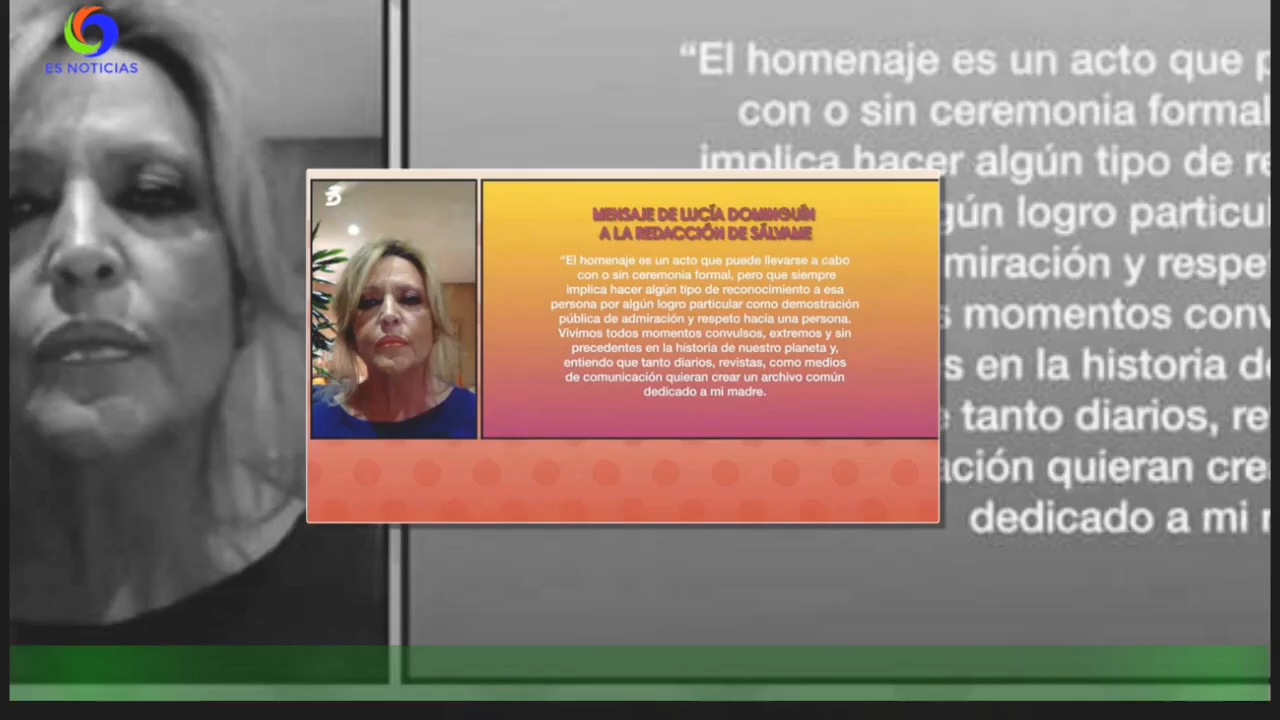 ES NOTICIAS
“El homenaje es un acto que p
con o sin ceremonia formal
implica hacer algún tipo de re
gún logro particu
miración y respe
s momentos conv
s en la historia de
tanto diarios, re
ación quieran cre
dedicado a mi
MENSAJE DE LUCÍA DOMINGUÍN
A LA REDACCIÓN DE SÁLVAME
“El homenaje es un acto que puede llevarse a cabo
con o sin ceremonia formal, pero que siempre
implica hacer algún tipo de reconocimiento a esa
persona por algún logro particular como demostración
pública de admiración y respeto hacia una persona.
Vivimos todos momentos convulsos, extremos y sin
precedentes en la historia de nuestro planeta y,
entiendo que tanto diarios, revistas, como medios
de comunicación quieran crear un archivo común
dedicado a mi madre.